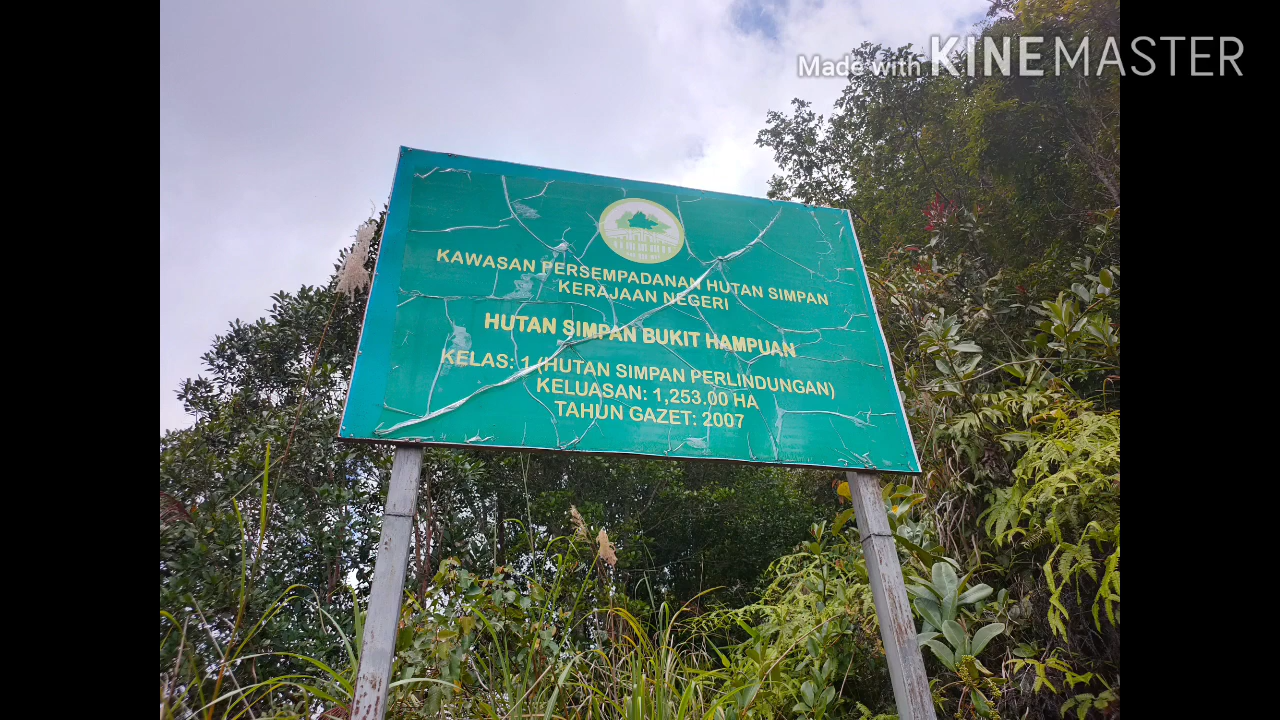 Made with KINEMASTER
KAWASAN PERSEMPADANAN HUTAN SIMPAN
KERAJAAN NEGERI
HUTAN SIMPAN BUKIT HAMPUAN
KELAS: 1 (HUTAN SIMPAN PERLINDUNGAN)
KELUASAN: 1,253.00 HA
TAHUN GAZET: 2007